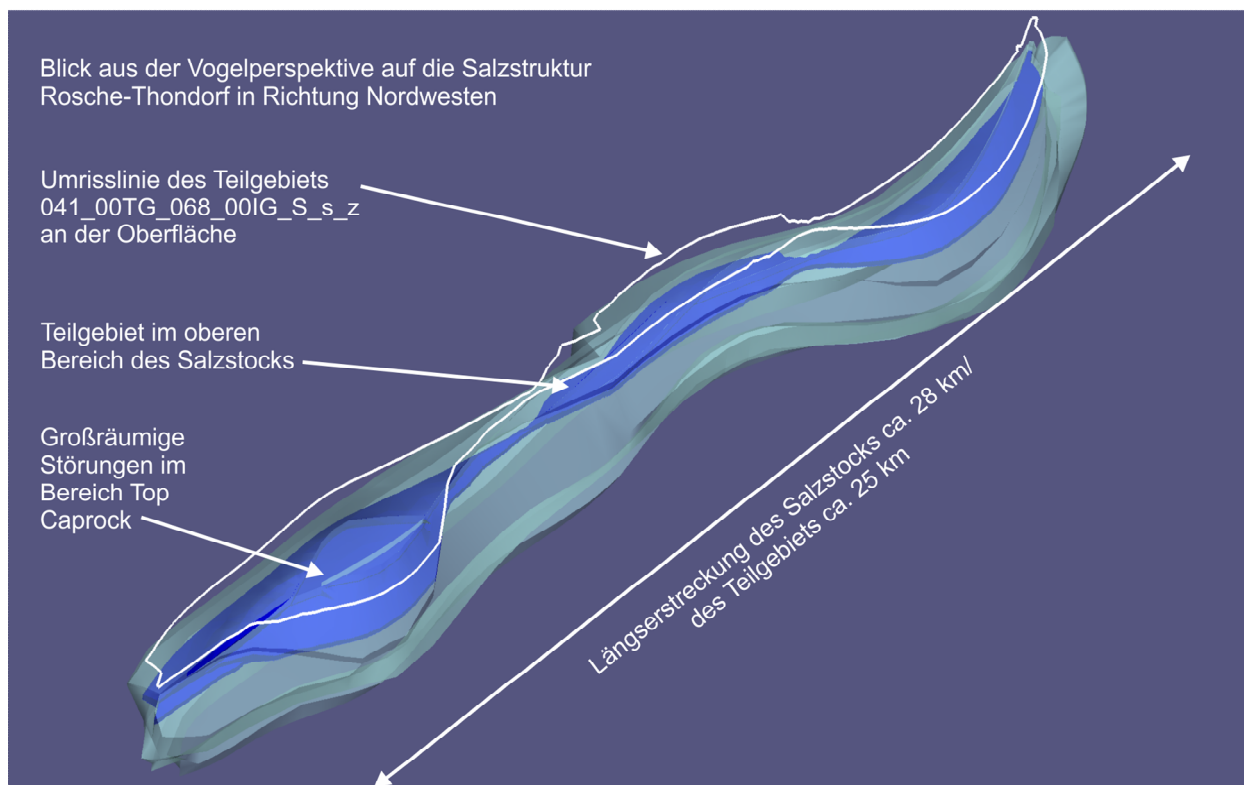 Blick aus der Vogelperspektive auf die Salzstruktur
Rosche-Thondorf in Richtung Nordwesten
Umrisslinie des Teilgebiets
041_00TG_068_00IG_S_s_z
an der Oberfläche
Teilgebiet im oberen
Bereich des Salzstocks
Großräumige
Störungen im
Bereich Top
Caprock
Längserstreckung des Salzstocks ca. 28 km/
des Teilgebiets ca. 25 km